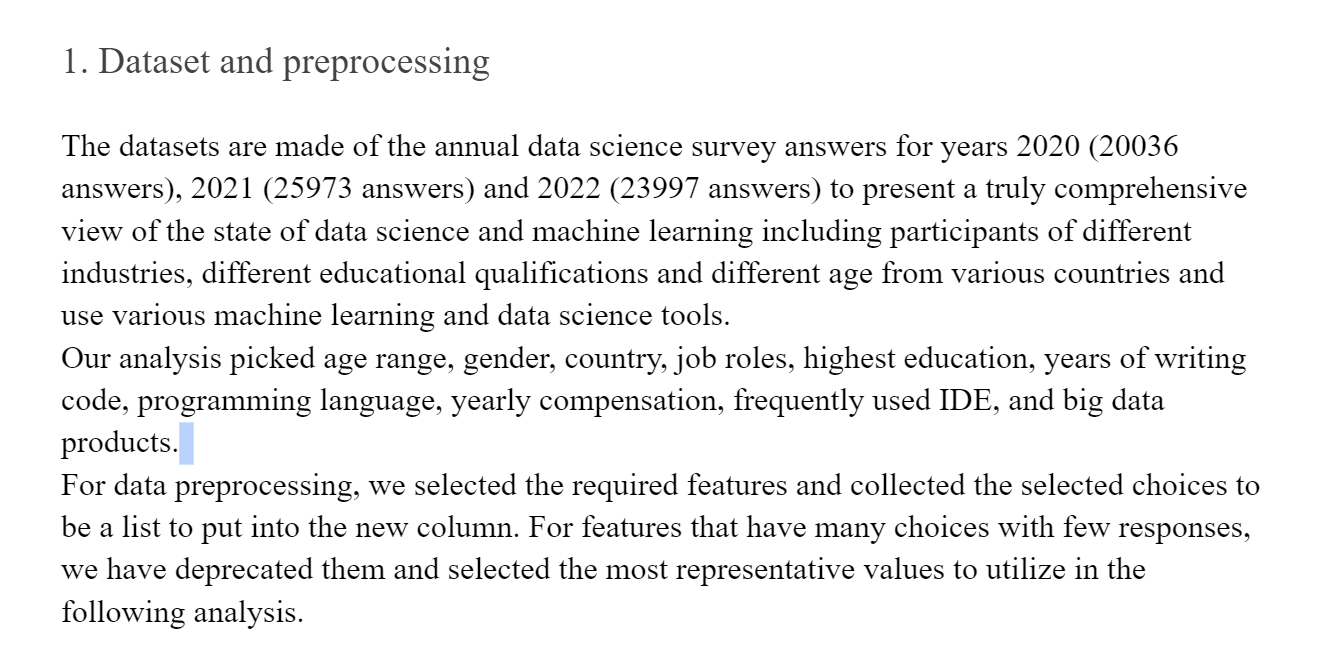 1. Dataset and preprocessing
The datasets are made of the annual data science survey answers for years 2020 (20036
answers), 2021 (25973 answers) and 2022 (23997 answers) to present a truly comprehensive
view of the state of data science and machine learning including participants of different
industries, different educational qualifications and different age from various countries and
use various machine learning and data science tools.
Our analysis picked age range, gender, country, job roles, highest education, years of writing
code, programming language, yearly compensation, frequently used IDE, and big data
products.
For data preprocessing, we selected the required features and collected the selected choices to
be a list to put into the new column. For features that have many choices with few responses,
we have deprecated them and selected the most representative values to utilize in the
following analysis.